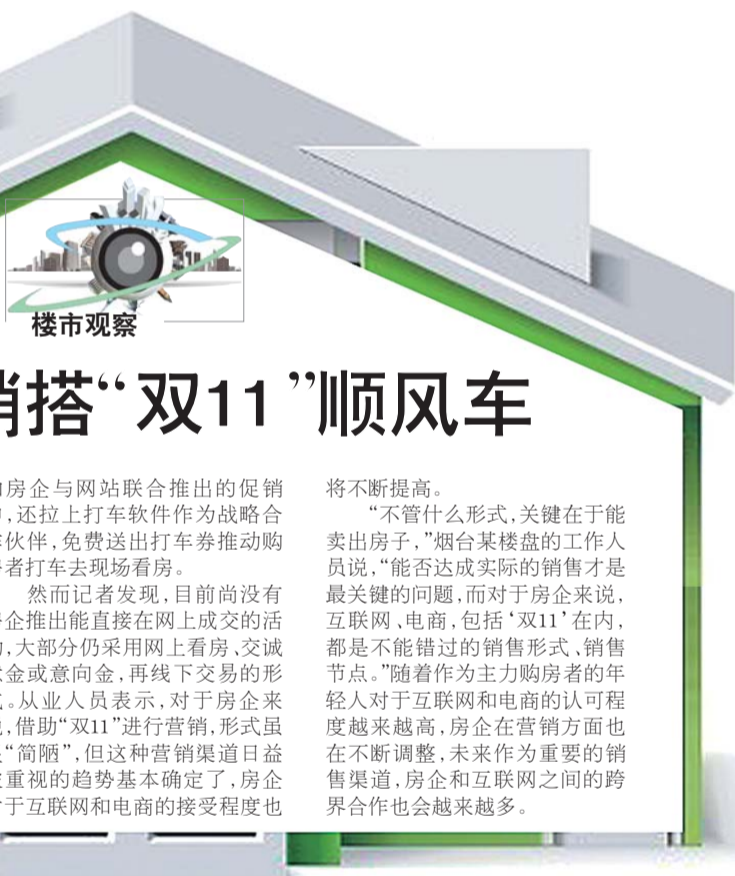 楼市观察
搭“双11”顺风车
房企与网站联合推出的促销
,还拉上打车软件作为战略合
伙伴,免费送出打车券推动购
者打车去现场看房。
然而记者发现,目前尚没有
企推出能直接在网上成交的活
,大部分仍采用网上看房、交诚
金或意向金,再线下交易的形
。从业人员表示,对于房企来
,借助“双11”进行营销,形式虽
“简陋”,但这种营销渠道日益
重视的趋势基本确定了,房企
于互联网和电商的接受程度也
将不断提高。
“不管什么形式,关键在于能
卖出房子,”烟台某楼盘的工作人
员说,“能否达成实际的销售才是
最关键的问题,而对于房企来说,
互联网、电商,包括‘双11’在内,
都是不能错过的销售形式、销售
节点。”随着作为主力购房者的年
轻人对于互联网和电商的认可程
度越来越高,房企在营销方面也
在不断调整,未来作为重要的销
售渠道,房企和互联网之间的跨
界合作也会越来越多。